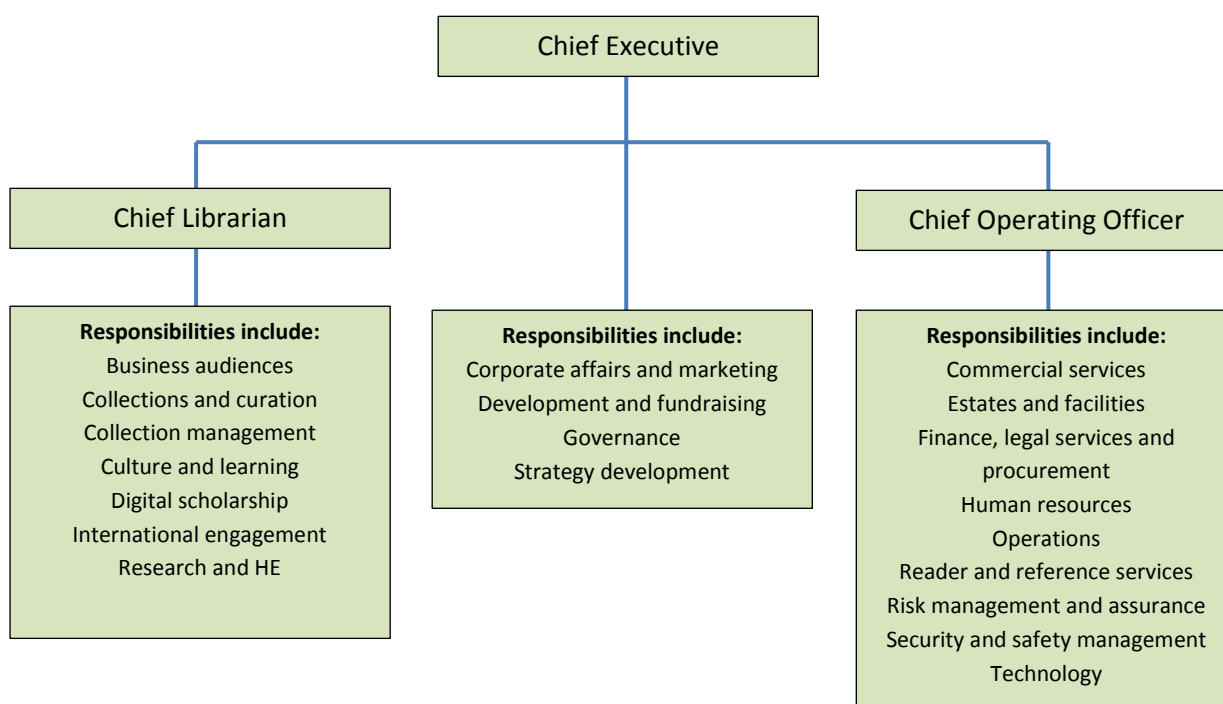 Chief Executive
Chief Librarian
Chief Operating Officer
Responsibilities include:
Business audiences
Collections and curation
Collection management
Culture and learning
Digital scholarship
International engagement
Research and HE
Responsibilities include:
Corporate affairs and marketing
Development and fundraising
Governance
Strategy development
Responsibilities include:
Commercial services
Estates and facilities
Finance, legal services and
procurement
Human resources
Operations
Reader and reference services
Risk management and assurance
Security and safety management
Technology